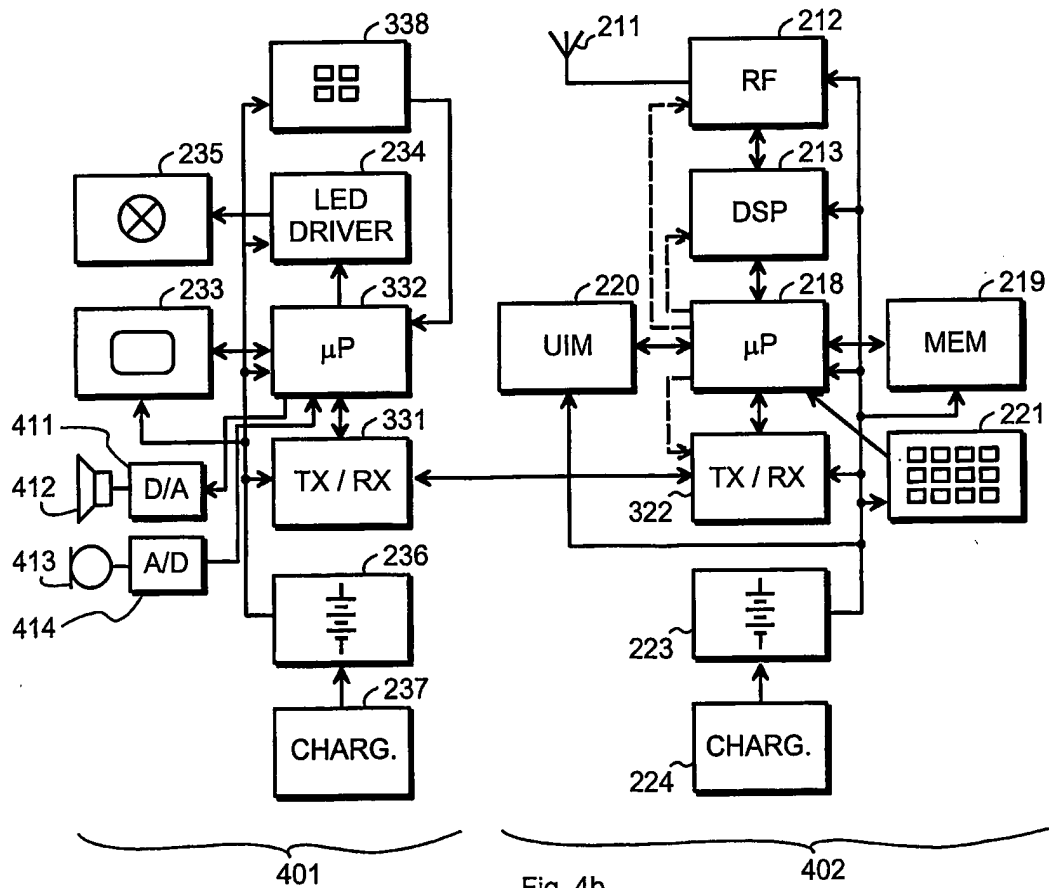 338
211
212
RF
235
234
LED
DRIVER
213
DSP
233
332
μP
220
UIM
218
μP
219
MEM
411
412
D/A
331
TX / RX
322
TX / RX
221
413
A/D
414
236
223
237
CHARG.
224
CHARG.
401
402
Fig. 4b